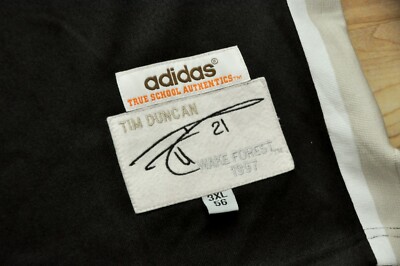 adidas
TRUE SCHOOL AUTHENTICS™
TIM DUNCAN
21
WAKE FOREST
1997
3XL
56